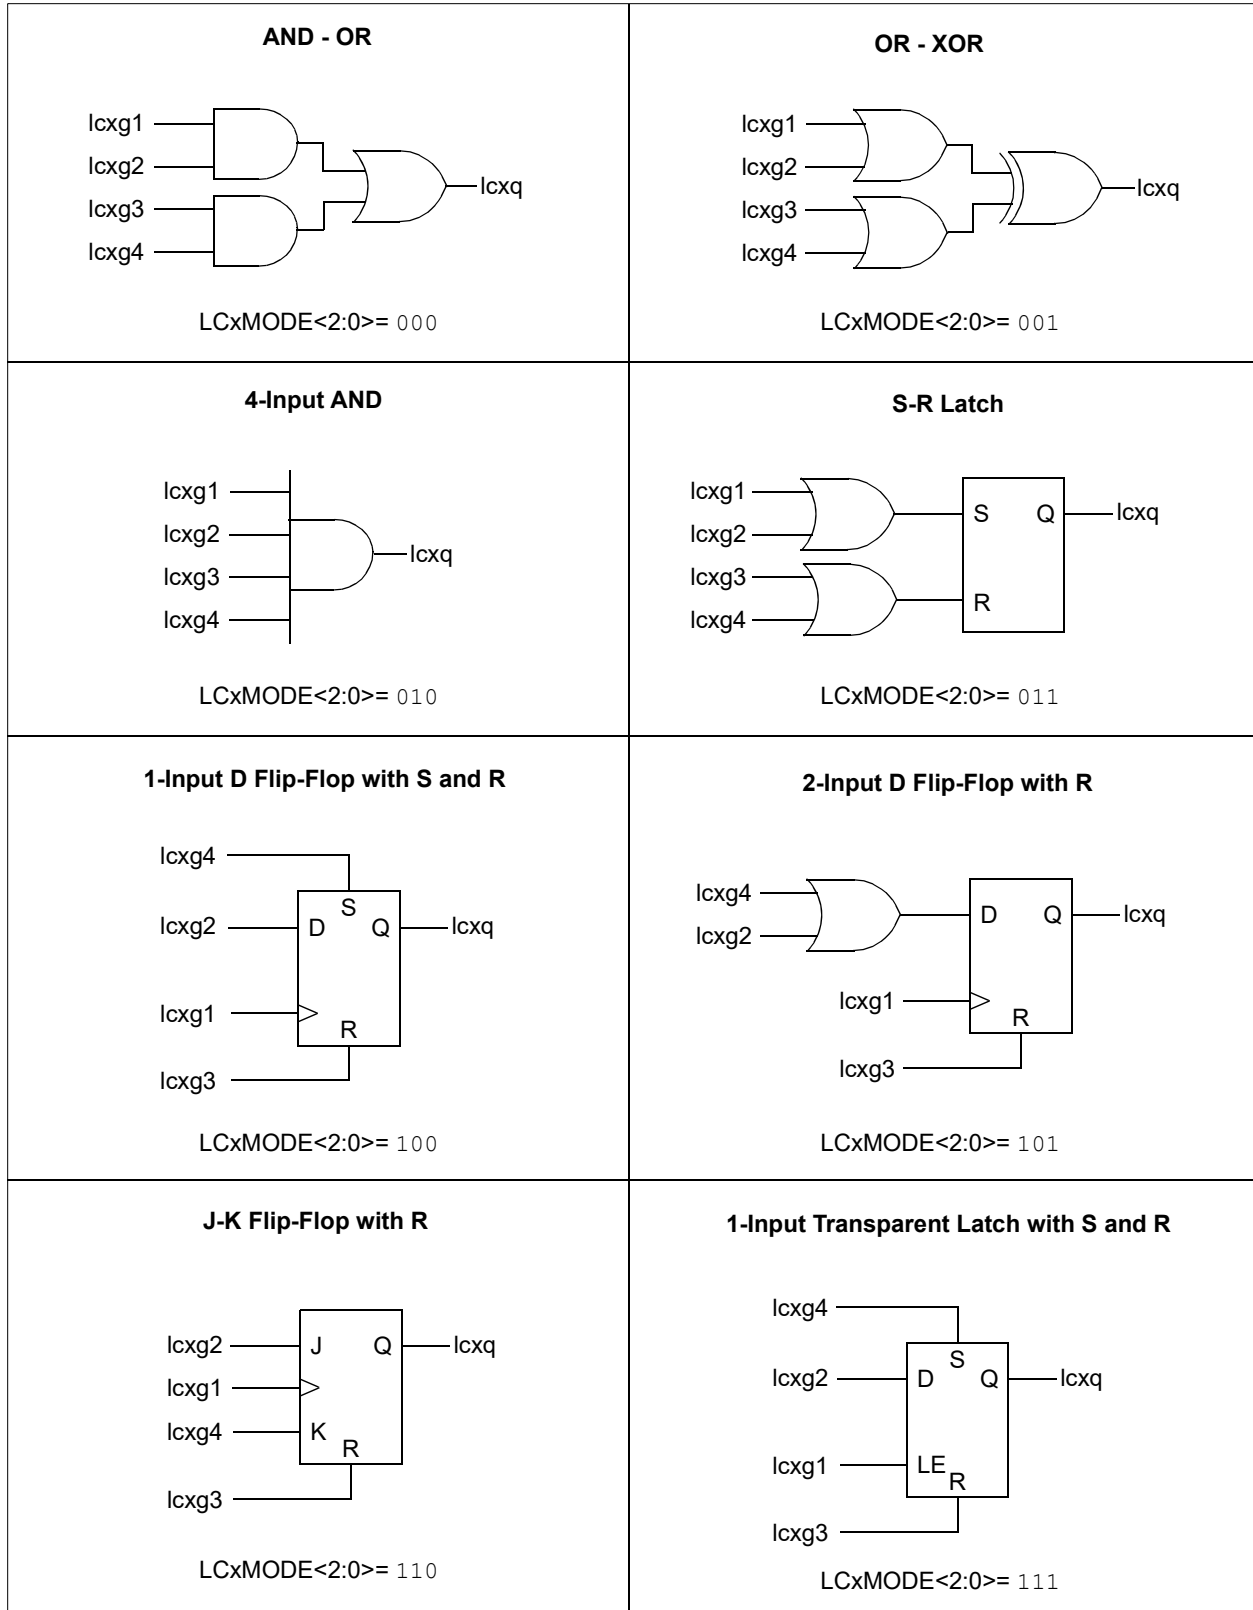 AND - OR
lcxg1
lcxg2
lcxg3
lcxg4
lcxq
LCxMODE<2:0>= 000
OR - XOR
lcxg1
lcxg2
lcxg3
lcxg4
lcxq
LCxMODE<2:0>= 001
4-Input AND
lcxg1
lcxg2
lcxg3
lcxg4
lcxq
LCxMODE<2:0>= 010
S-R Latch
lcxg1
lcxg2
lcxg3
lcxg4
S
Q
lcxq
R
LCxMODE<2:0>= 011
1-Input D Flip-Flop with S and R
lcxg4
S
lcxg2
D
Q
lcxq
lcxg1
R
lcxg3
LCxMODE<2:0>= 100
2-Input D Flip-Flop with R
lcxg4
lcxg2
D
Q
lcxq
lcxg1
R
lcxg3
LCxMODE<2:0>= 101
J-K Flip-Flop with R
lcxg2
J
Q
lcxq
lcxg1
lcxg4
K
R
lcxg3
LCxMODE<2:0>= 110
1-Input Transparent Latch with S and R
lcxg4
S
lcxg2
D
Q
lcxq
lcxg1
LE
R
lcxg3
LCxMODE<2:0>= 111